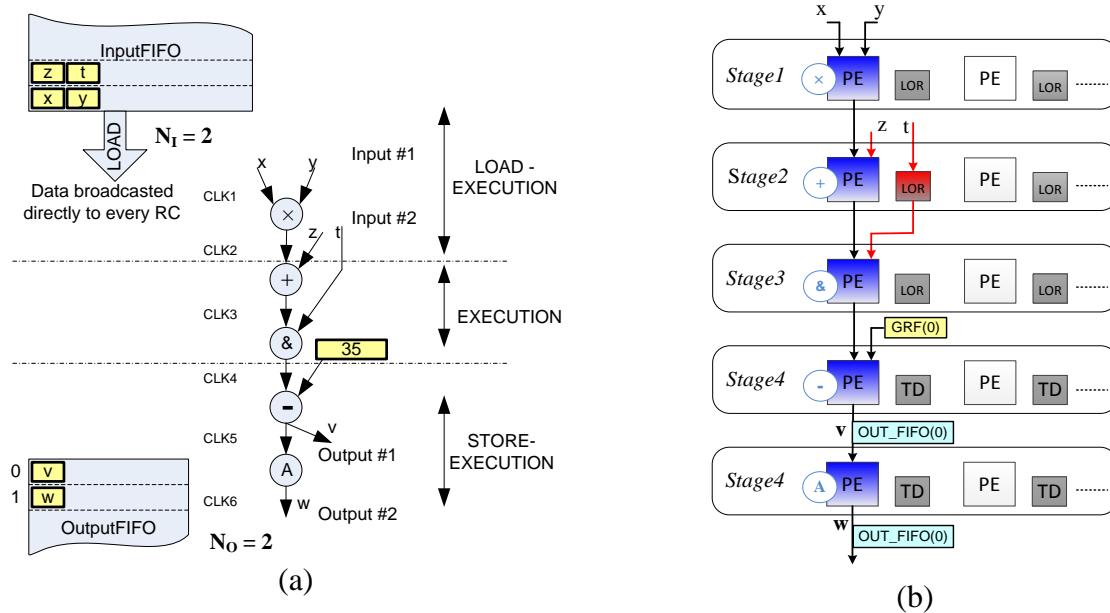 InputFIFO
z t
x y
LOAD
N_I = 2
Data broadcasted
directly to every RC
x y
Input #1
CLK1
×
Input #2
z t
CLK2
+
CLK3
&
35
CLK4
-
v
Output #1
CLK5
A
CLK6
w
Output #2
LOAD -
EXECUTION
EXECUTION
STORE-
EXECUTION
0 v
1 w
OutputFIFO
N_O = 2
(a)
x y
Stage1 × PE LOR PE LOR
z t
Stage2 + PE LOR PE LOR
Stage3 & PE LOR PE LOR
GRF(0)
Stage4 - PE TD PE TD
v OUT_FIFO(0)
Stage4 A PE TD PE TD
w OUT_FIFO(0)
(b)